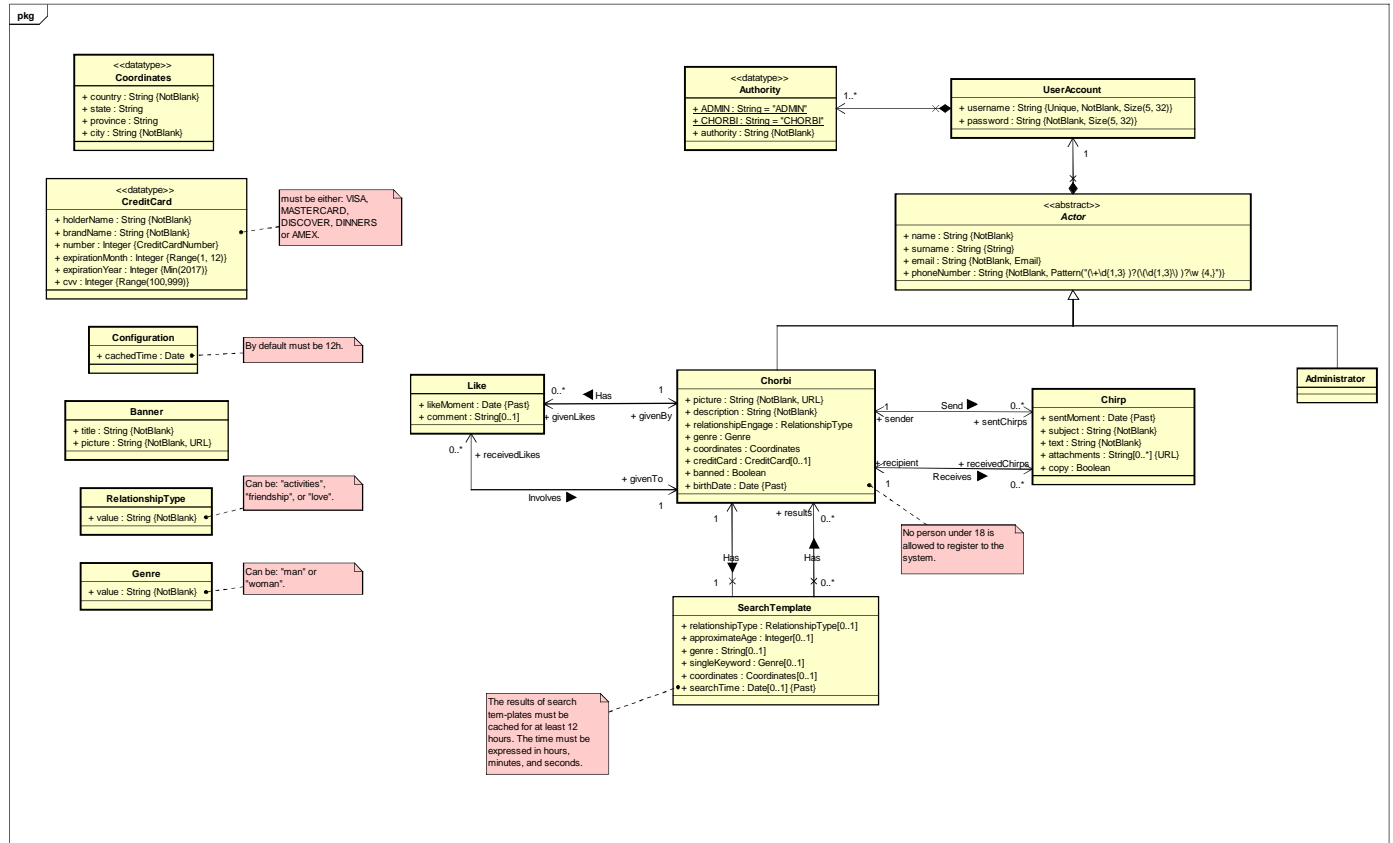 pkg
<<datatype>>
Coordinates
+ country : String {NotBlank}
+ state : String
+ province : String
+ city : String {NotBlank}
<<datatype>>
Authority
+ ADMIN : String = "ADMIN"
+ CHORBI : String = "CHORBI"
+ authority : String {NotBlank}
1..*
UserAccount
+ username : String {Unique, NotBlank, Size(5, 32)}
+ password : String {NotBlank, Size(5, 32)}
1
<<datatype>>
CreditCard
+ holderName : String {NotBlank}
+ brandName : String {NotBlank}
+ number : Integer {CreditCardNumber}
+ expirationMonth : Integer {Range(1, 12)}
+ expirationYear : Integer {Min(2017)}
+ cvv : Integer {Range(100,999)}
must be either: VISA,
MASTERCARD,
DISCOVER, DINNERS
or AMEX.
<<abstract>>
Actor
+ name : String {NotBlank}
+ surname : String {String}
+ email : String {NotBlank, Email}
+ phoneNumber : String {NotBlank, Pattern("(\+\d{1,3} )?(\(\d{1,3}\) )?\w {4,}")}
Configuration
+ cachedTime : Date
By default must be 12h.
Banner
+ title : String {NotBlank}
+ picture : String {NotBlank, URL}
RelationshipType
+ value : String {NotBlank}
Can be: "activities",
"friendship", or "love".
Genre
+ value : String {NotBlank}
Can be: "man" or
"woman".
Like
+ likeMoment : Date {Past}
+ comment : String[0..1]
0..*
Has
1
+ givenLikes
+ givenBy
0..*
+ receivedLikes
+ givenTo
Involves
1
Chorbi
+ picture : String {NotBlank, URL}
+ description : String {NotBlank}
+ relationshipEngage : RelationshipType
+ genre : Genre
+ coordinates : Coordinates
+ creditCard : CreditCard[0..1]
+ banned : Boolean
+ birthDate : Date {Past}
1
Send
0..*
+ sender
+ sentChirps
+ recipient
+ receivedChirps
Receives
1
0..*
Chirp
+ sentMoment : Date {Past}
+ subject : String {NotBlank}
+ text : String {NotBlank}
+ attachments : String[0..*] {URL}
+ copy : Boolean
Administrator
No person under 18 is
allowed to register to the
system.
1
+ results
0..*
Has
Has
1
0..*
SearchTemplate
+ relationshipType : RelationshipType[0..1]
+ approximateAge : Integer[0..1]
+ genre : String[0..1]
+ singleKeyword : Genre[0..1]
+ coordinates : Coordinates[0..1]
+ searchTime : Date[0..1] {Past}
The results of search
tem-plates must be
cached for at least 12
hours. The time must be
expressed in hours,
minutes, and seconds.